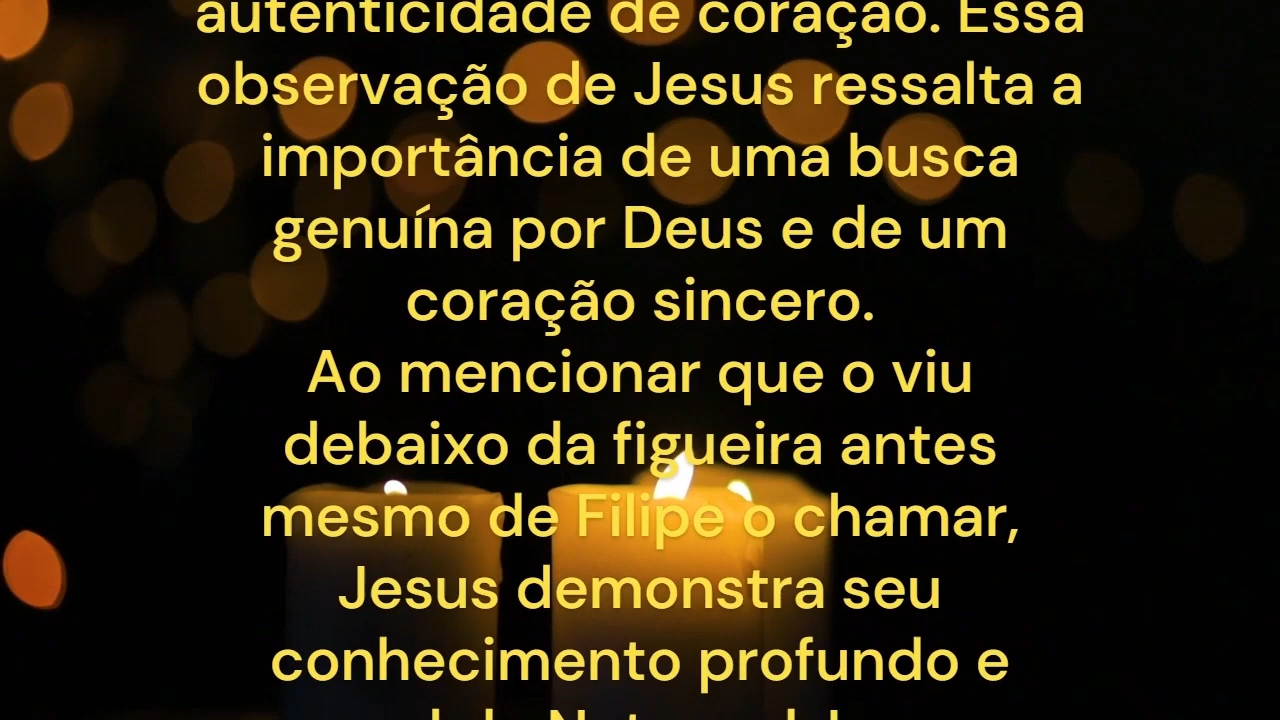 autenticidade de coração. Essa
observação de Jesus ressalta a
importância de uma busca
genuína por Deus e de um
coração sincero.
Ao mencionar que o viu
debaixo da figueira antes
mesmo de Filipe o chamar,
Jesus demonstra seu
conhecimento profundo e